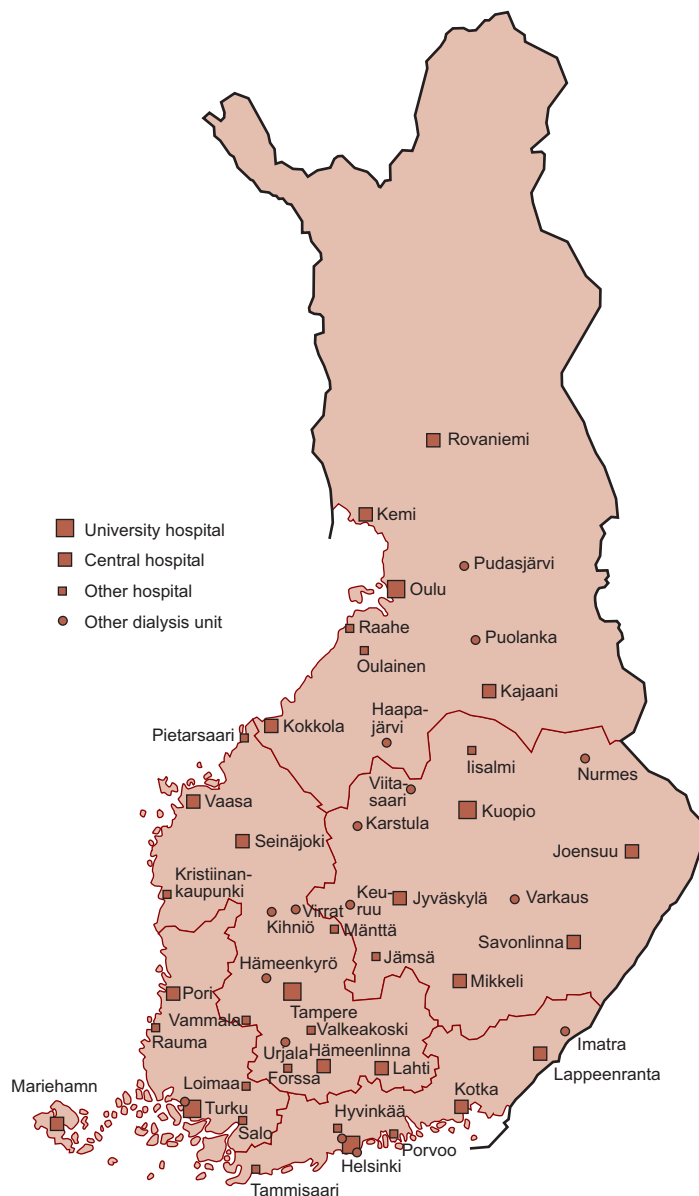 Rovaniemi
Kemi
University hospital
Central hospital
Other hospital
Other dialysis unit
Pudasjärvi
Oulu
Raahe
Oulainen
Puolanka
Kajaani
Haapa-
järvi
Kokkola
Pietarsaari
Iisalmi
Nurmes
Viita-
saari
Vaasa
Kuopio
Karstula
Seinäjoki
Joensuu
Kristiinan-
kaupunki
Keu-
ruu
Jyväskylä
Varkaus
Virrat
Kihniö
Mänttä
Savonlinna
Jämsä
Hämeenkyrö
Mikkeli
Pori
Tampere
Vammala
Valkeakoski
Rauma
Imatra
Urjala
Hämeenlinna
Forssa
Lahti
Lappeenranta
Mariehamn
Loimaa
Kotka
Turku
Salo
Hyvinkää
Porvoo
Helsinki
Tammisaari